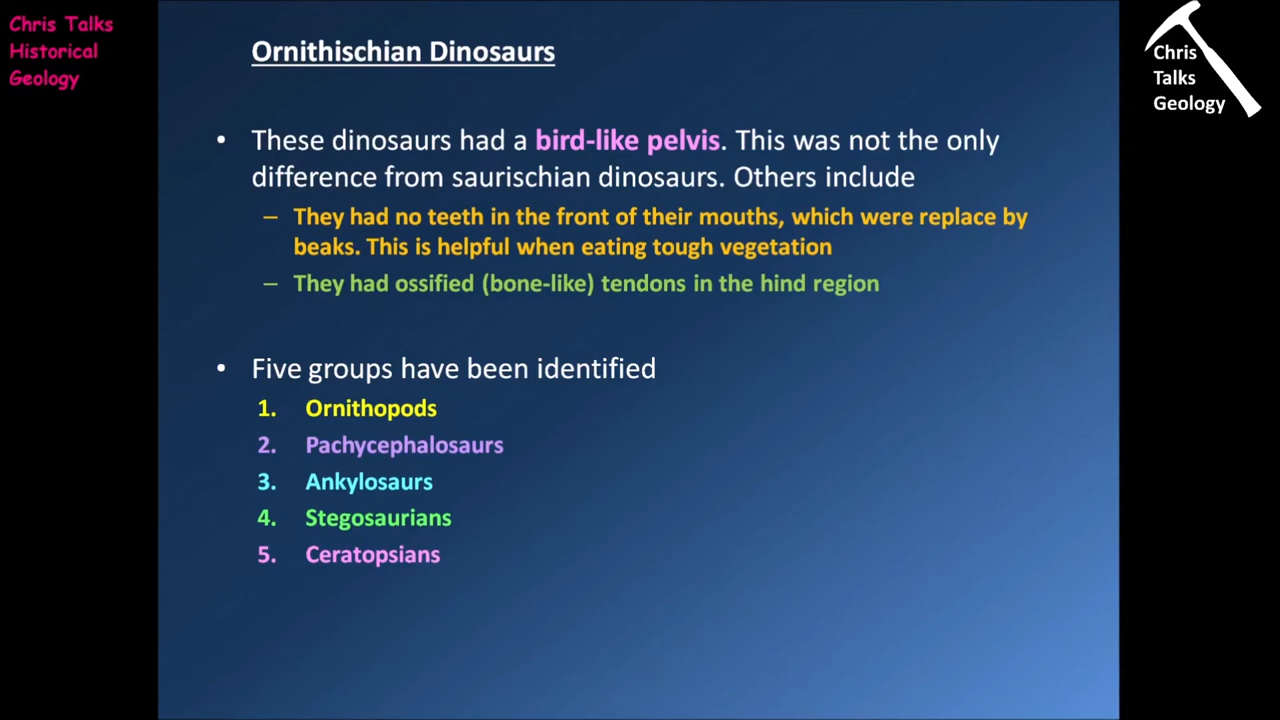 Chris Talks
Historical
Geology
Chris
Talks
Geology
Ornithischian Dinosaurs
• These dinosaurs had a bird-like pelvis. This was not the only
difference from saurischian dinosaurs. Others include
– They had no teeth in the front of their mouths, which were replace by
beaks. This is helpful when eating tough vegetation
– They had ossified (bone-like) tendons in the hind region
• Five groups have been identified
1. Ornithopods
2. Pachycephalosaurs
3. Ankylosaurs
4. Stegosaurians
5. Ceratopsians